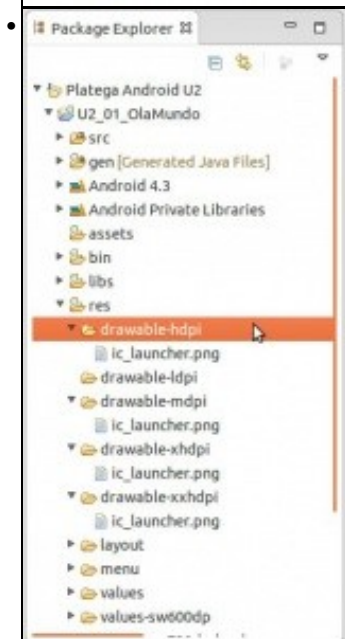 Package Explorer
Platega Android U2
U2_01_OlaMundo
src
gen [Generated Java Files]
Android 4.3
Android Private Libraries
assets
bin
libs
res
drawable-hdpi
ic_launcher.png
drawable-ldpi
drawable-mdpi
ic_launcher.png
drawable-xhdpi
ic_launcher.png
drawable-xxhdpi
ic_launcher.png
layout
menu
values
values-sw600dp